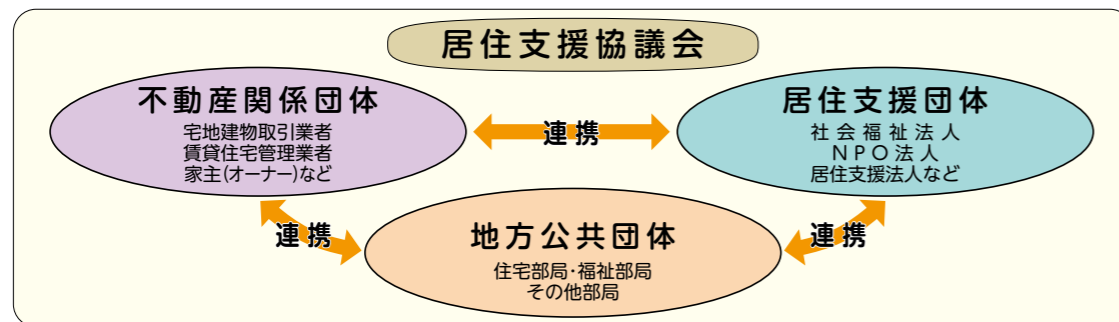 居住支援協議会
不動産関係団体
宅地建物取引業者
賃貸住宅管理業者
家主(オーナー)など
連携
居住支援団体
社会福祉法人
NPO法人
居住支援法人など
連携
地方公共団体
住宅部局・福祉部局
その他部局
連携